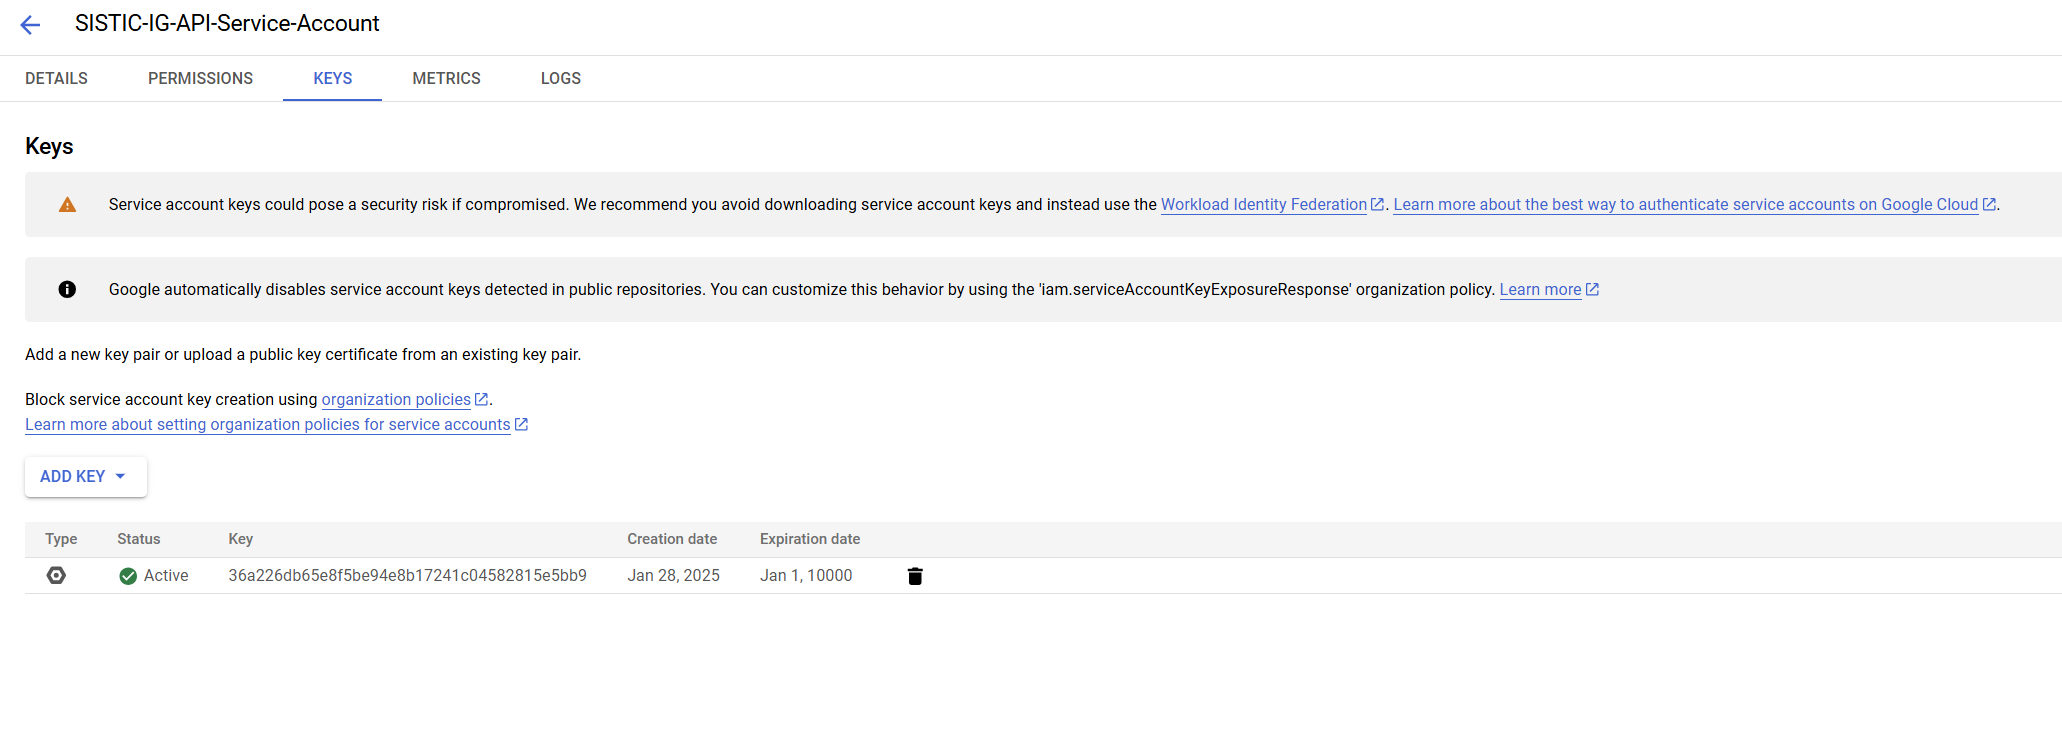 SISTIC-IG-API-Service-Account
DETAILS PERMISSIONS KEYS METRICS LOGS
Keys
Service account keys could pose a security risk if compromised. We recommend you avoid downloading service account keys and instead use the Workload Identity Federation. Learn more about the best way to authenticate service accounts on Google Cloud.
Google automatically disables service account keys detected in public repositories. You can customize this behavior by using the 'iam.serviceAccountKeyExposureResponse' organization policy. Learn more
Add a new key pair or upload a public key certificate from an existing key pair.
Block service account key creation using organization policies.
Learn more about setting organization policies for service accounts
ADD KEY
Type Status Key Creation date Expiration date
Active 36a226db65e8f5be94e8b17241c04582815e5bb9 Jan 28, 2025 Jan 1, 10000